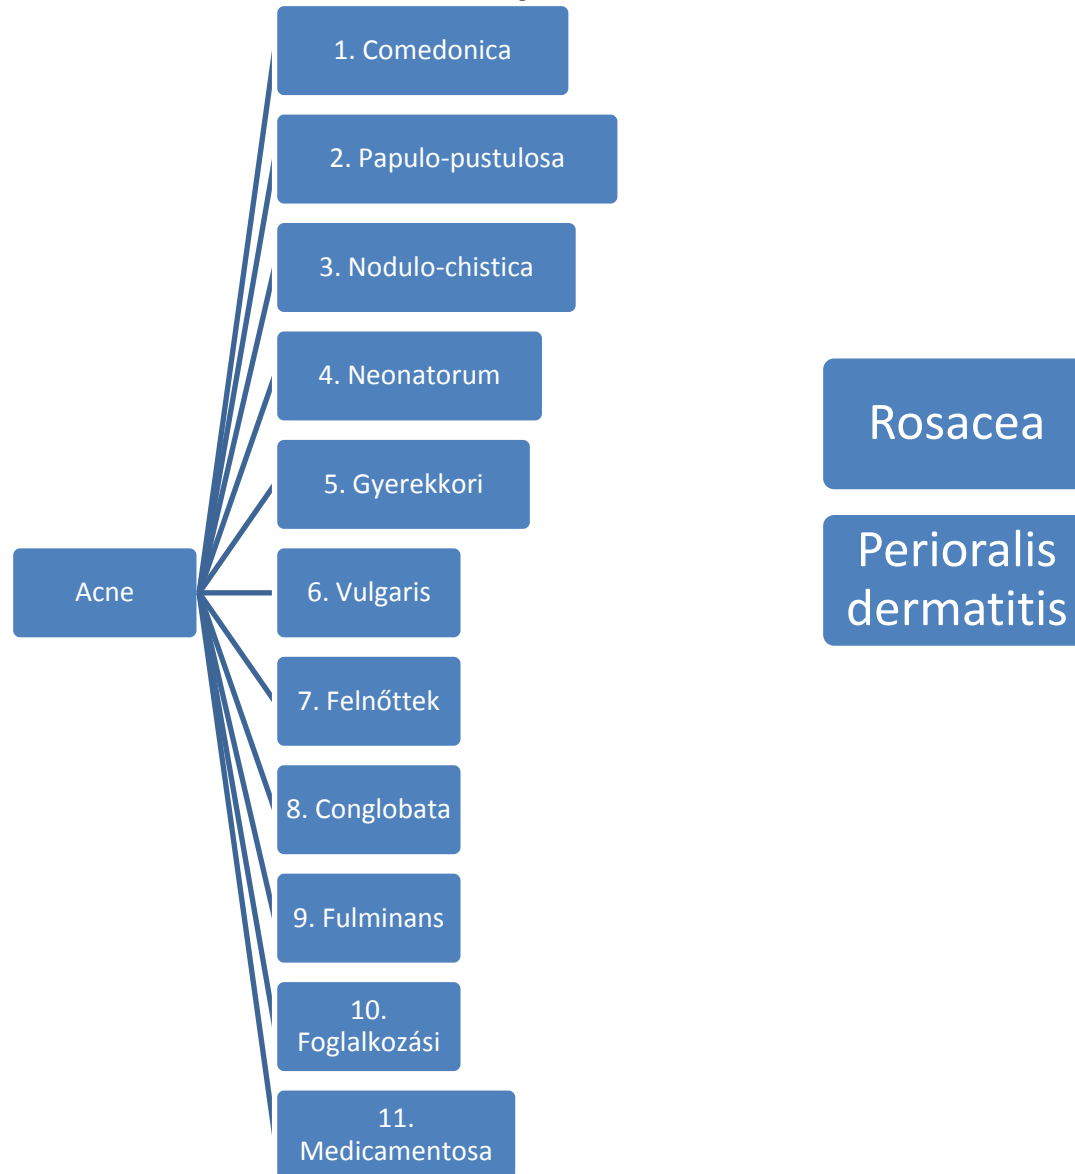 1. Comedonica
2. Papulo-pustulosa
3. Nodulo-chistica
4. Neonatorum
5. Gyerekkori
Acne
6. Vulgaris
7. Felnőttek
8. Conglobata
9. Fulminans
10.
Foglalkozási
11.
Medicamentosa
Rosacea
Perioralis
dermatitis